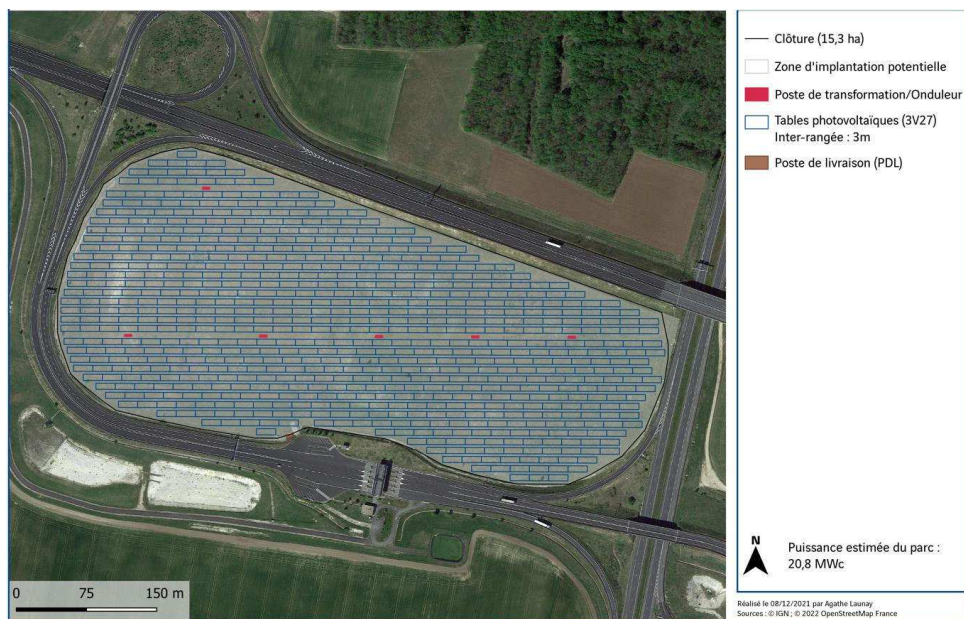 Clôture (15,3 ha)
Zone d'implantation potentielle
Poste de transformation/Onduleur
Tables photovoltaïques (3V27)
Inter-rangée : 3m
Poste de livraison (PDL)
N
Puissance estimée du parc :
20,8 MWc
0 75 150 m
Réalisé le 08/12/2021 par Agathe Launay
Sources : © IGN ; © 2022 OpenStreetMap France